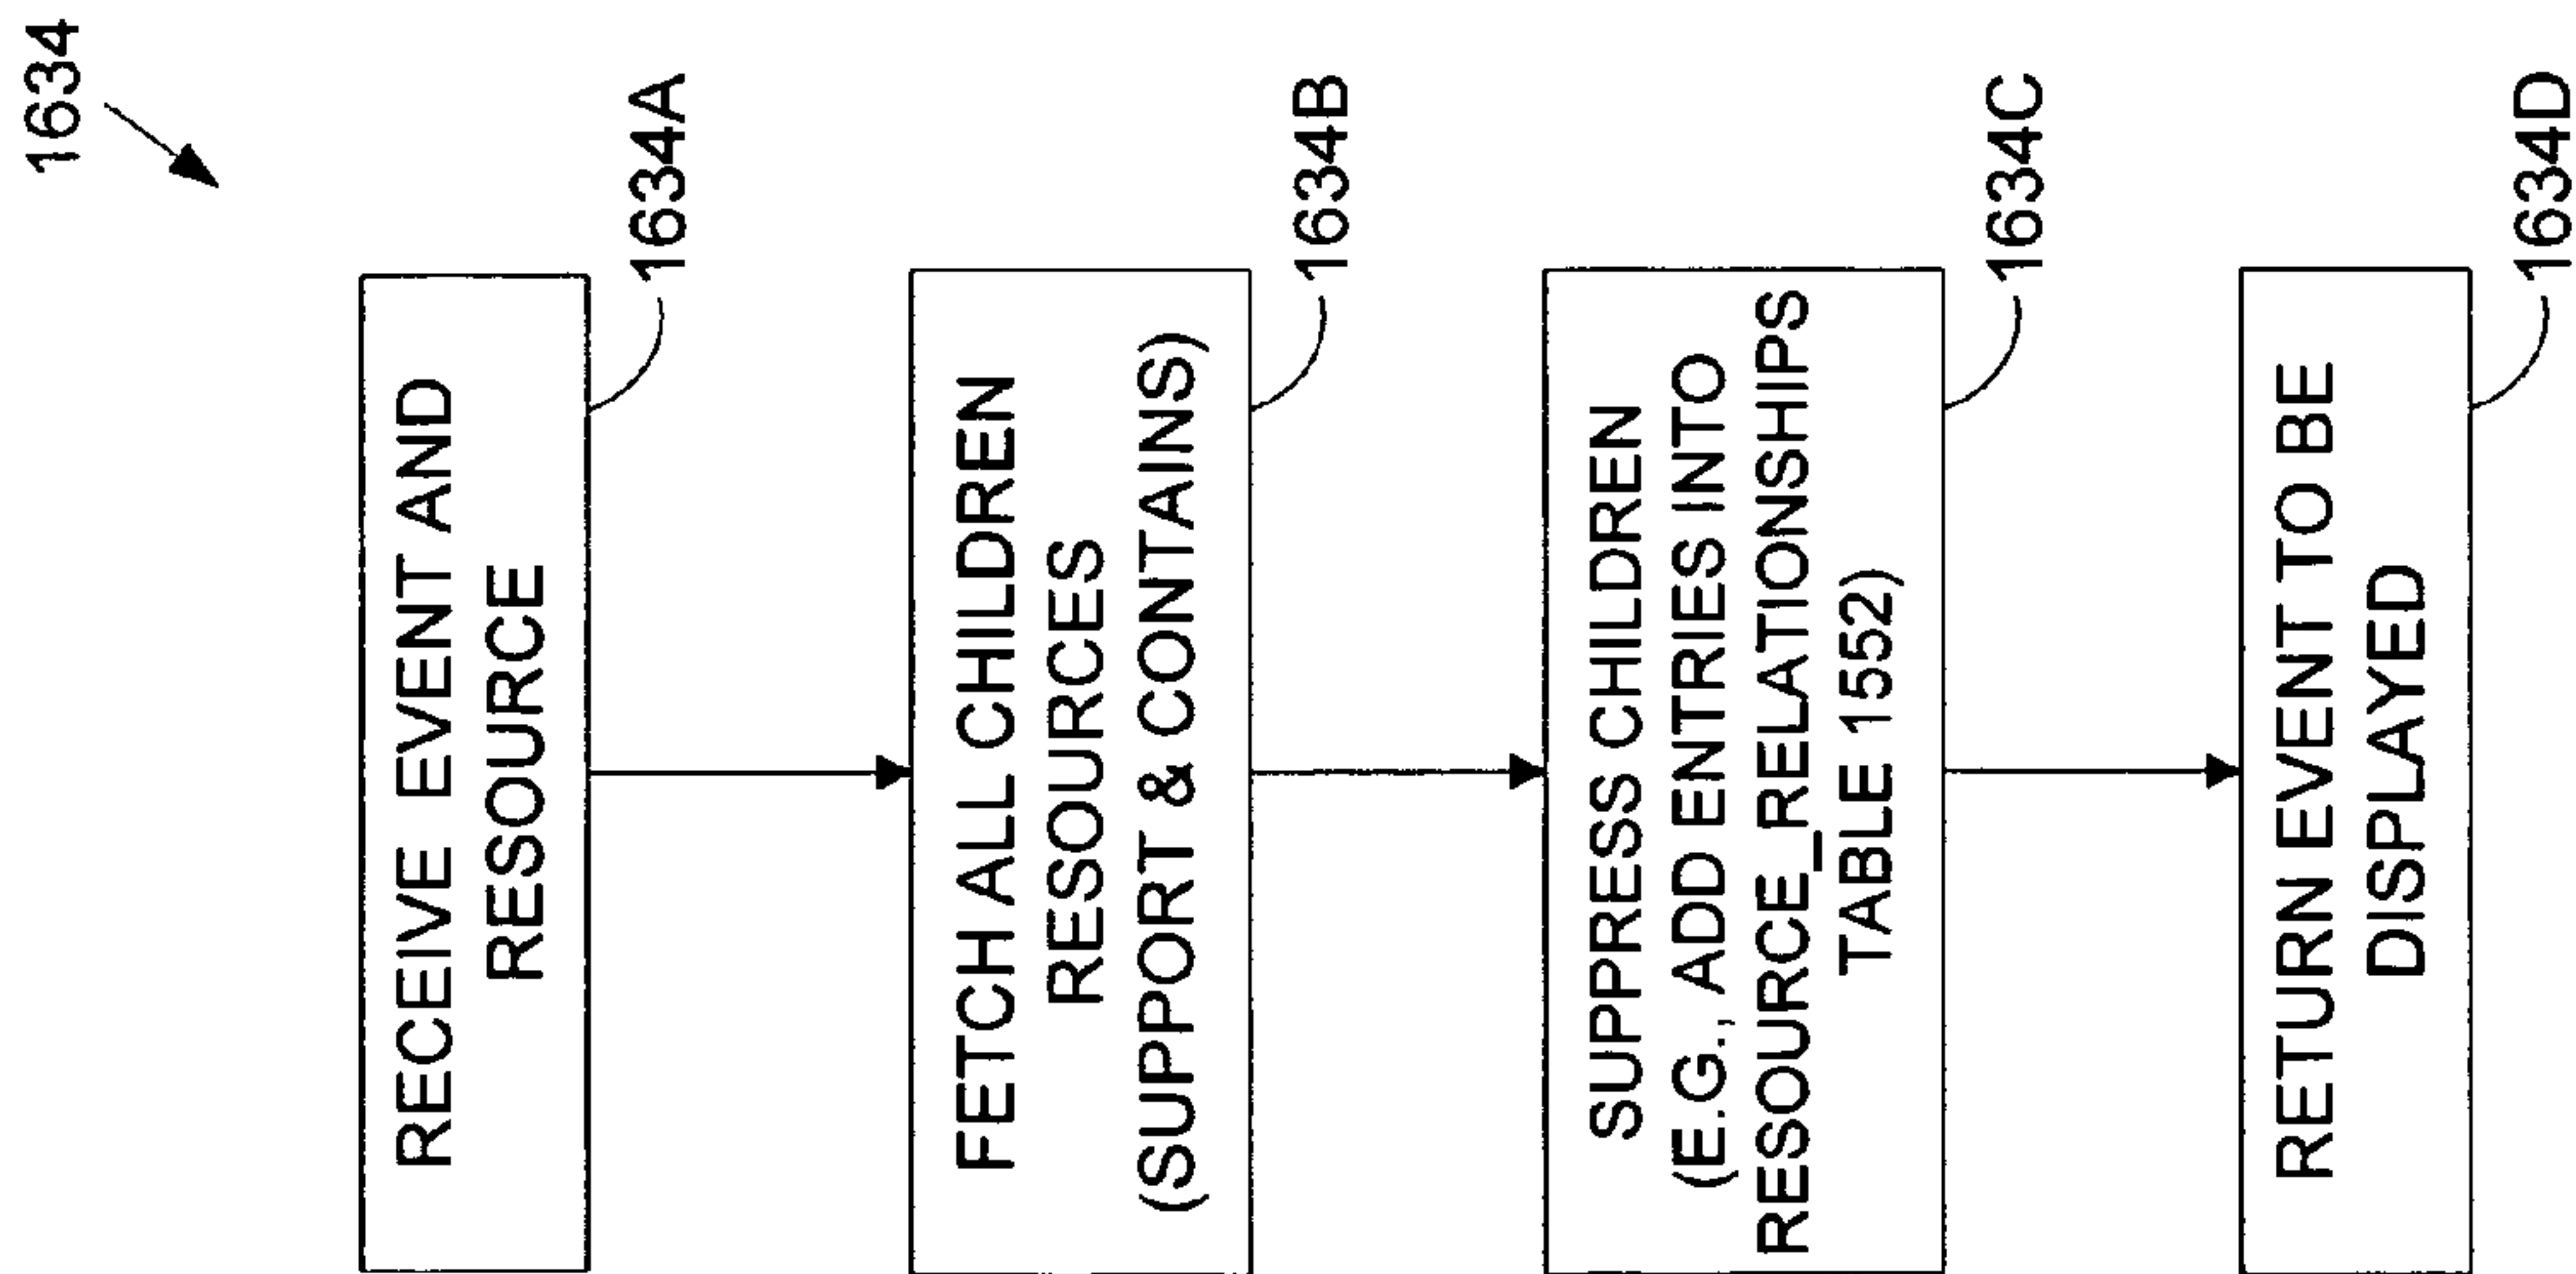 1634
RECEIVE EVENT AND
RESOURCE
1634A
FETCH ALL CHILDREN
RESOURCES
(SUPPORT & CONTAINS)
1634B
SUPPRESS CHILDREN
(E.G., ADD ENTRIES INTO
RESOURCE_RELATIONSHIPS
TABLE 1552)
1634C
RETURN EVENT TO BE
DISPLAYED
1634D